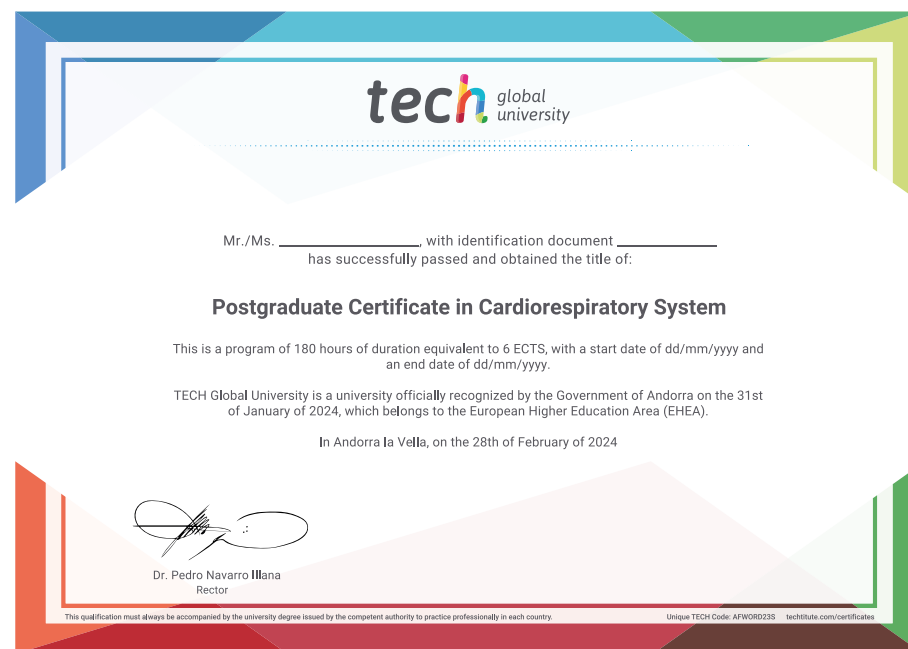 tech global
university
Mr./Ms. ____________, with identification document ____________
has successfully passed and obtained the title of:
Postgraduate Certificate in Cardiorespiratory System
This is a program of 180 hours of duration equivalent to 6 ECTS, with a start date of dd/mm/yyyy and
an end date of dd/mm/yyyy.
TECH Global University is a university officially recognized by the Government of Andorra on the 31st
of January of 2024, which belongs to the European Higher Education Area (EHEA).
In Andorra la Vella, on the 28th of February of 2024
Dr. Pedro Navarro Illana
Rector
This qualification must always be accompanied by the university degree issued by the competent authority to practice professionally in each country.
Unique TECH Code: AFWORD23S techtitute.com/certificates